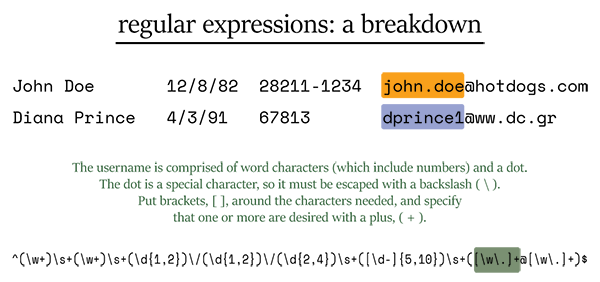 regular expressions: a breakdown
John Doe 12/8/82 28211-1234 john.doe@hotdogs.com
Diana Prince 4/3/91 67813 dprince1@ww.dc.gr
The username is comprised of word characters (which include numbers) and a dot.
The dot is a special character, so it must be escaped with a backslash ( \ ).
Put brackets, [ ], around the characters needed, and specify
that one or more are desired with a plus, ( + ).
^(\w+)\s+(\w+)\s+(\d{1,2})\/(\d{1,2})\/(\d{2,4})\s+([\d-]{5,10})\s+([\w\.]+@[\w\.]+)$